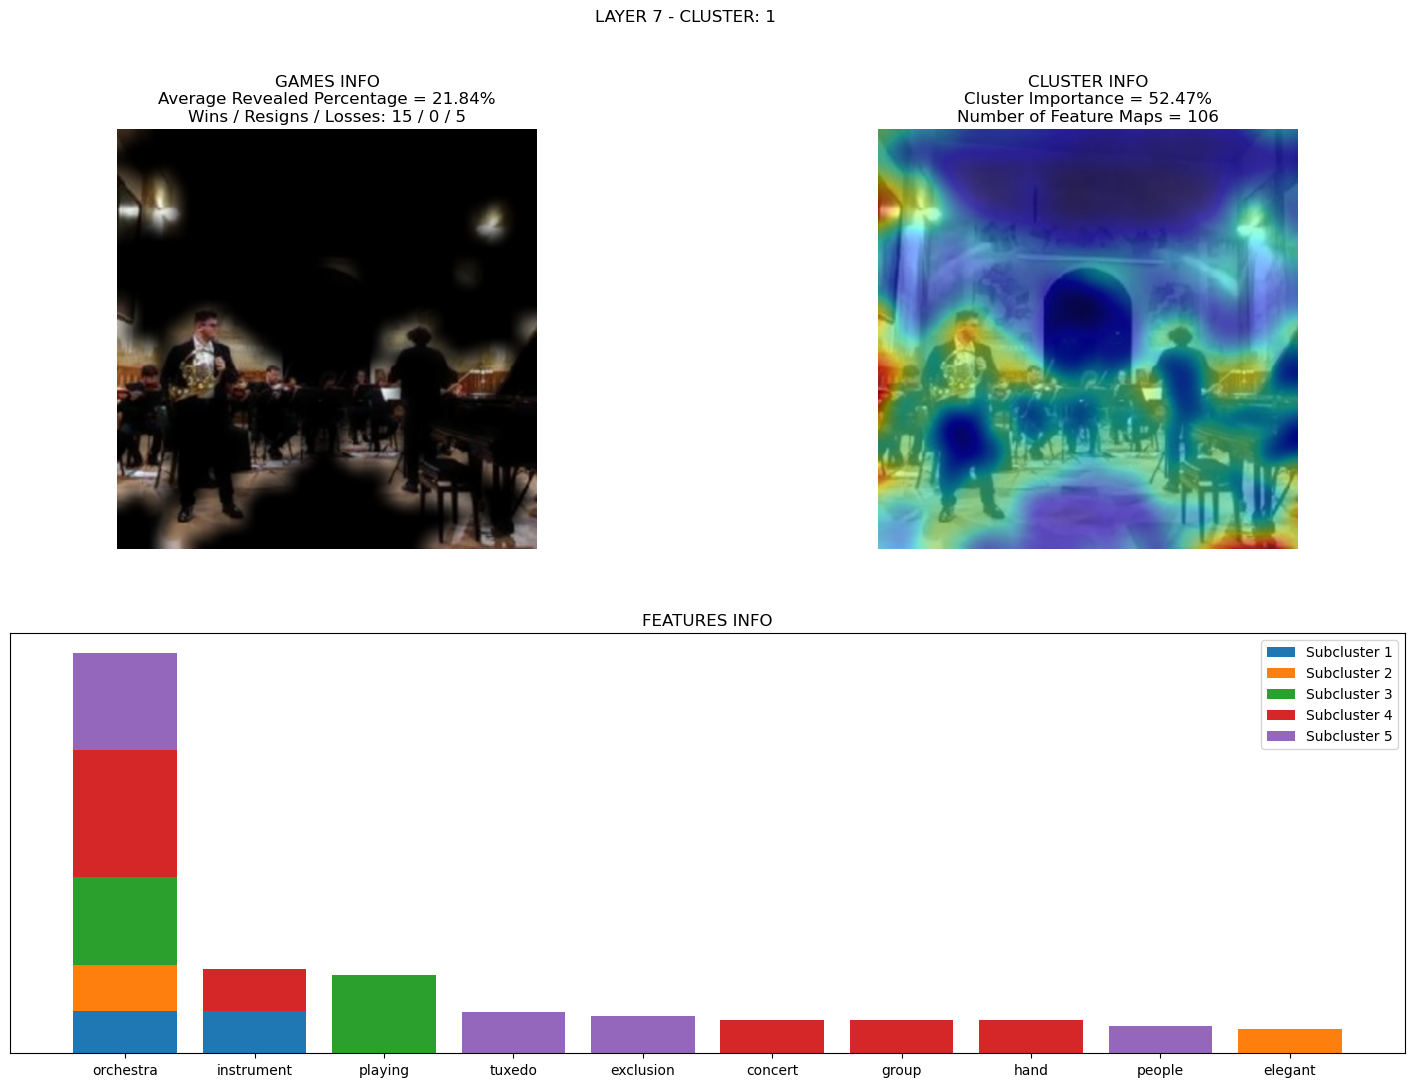 LAYER 7 - CLUSTER: 1
GAMES INFO
Average Revealed Percentage = 21.84%
Wins / Resigns / Losses: 15 / 0 / 5
CLUSTER INFO
Cluster Importance = 52.47%
Number of Feature Maps = 106
FEATURES INFO
Subcluster 1
Subcluster 2
Subcluster 3
Subcluster 4
Subcluster 5
orchestra instrument playing tuxedo exclusion concert group hand people elegant